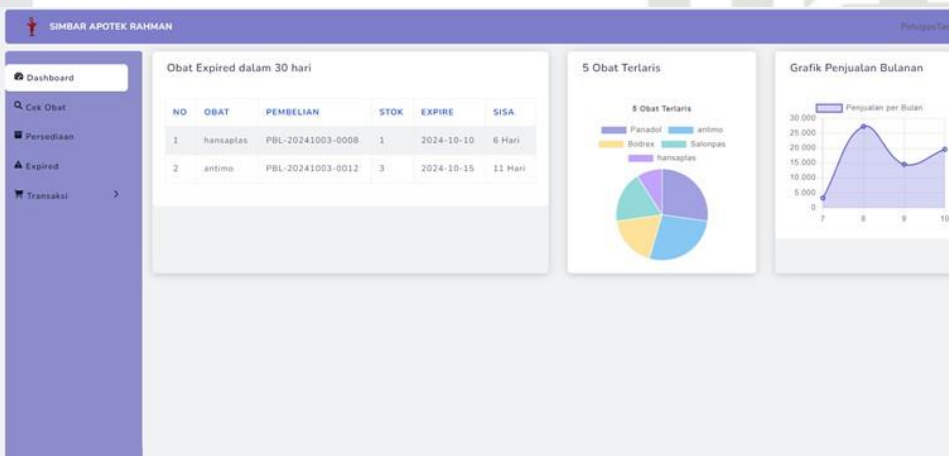 SIMBAR APOTEK RAHMAN
Dashboard
Cek Obat
Persediaan
Expired
Transaksi
Obat Expired dalam 30 hari
NO OBAT PEMBELIAN STOK EXPIRE SISA
1 hansaplas PBL-20241003-0008 1 2024-10-10 6 Hari
2 antimo PBL-20241003-0012 3 2024-10-15 11 Hari
5 Obat Terlaris
5 Obat Terlaris
Panadol antimo
Bodrex Salonpas
hansaplas
Grafik Penjualan Bulanan
Penjualan per Bulan
30.000
25.000
20.000
15.000
10.000
5.000
0
7 8 9 10